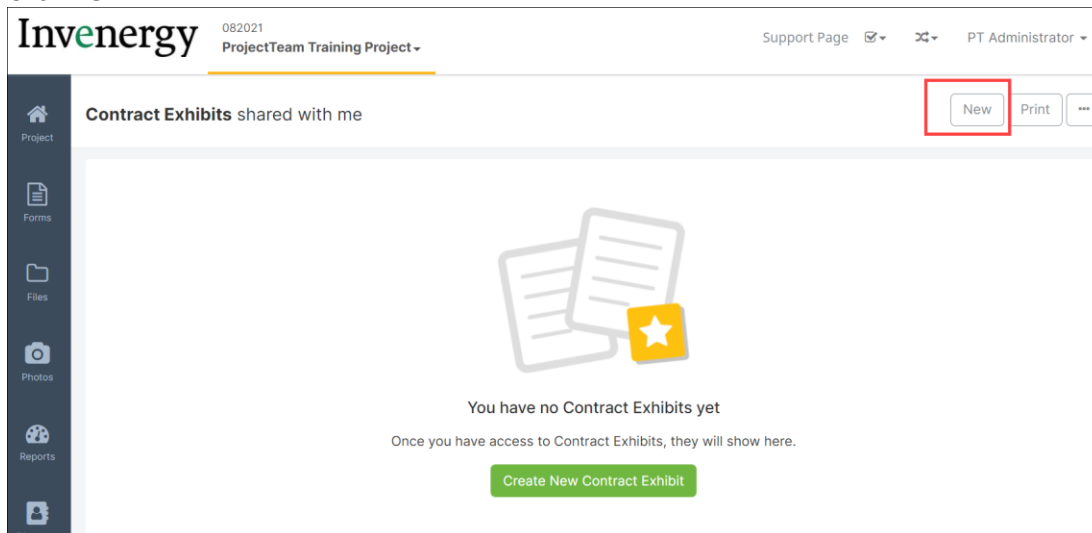 Invenergy
082021
ProjectTeam Training Project
Support Page
PT Administrator
Contract Exhibits shared with me
New
Print
Project
Forms
Files
Photos
Reports
You have no Contract Exhibits yet
Once you have access to Contract Exhibits, they will show here.
Create New Contract Exhibit